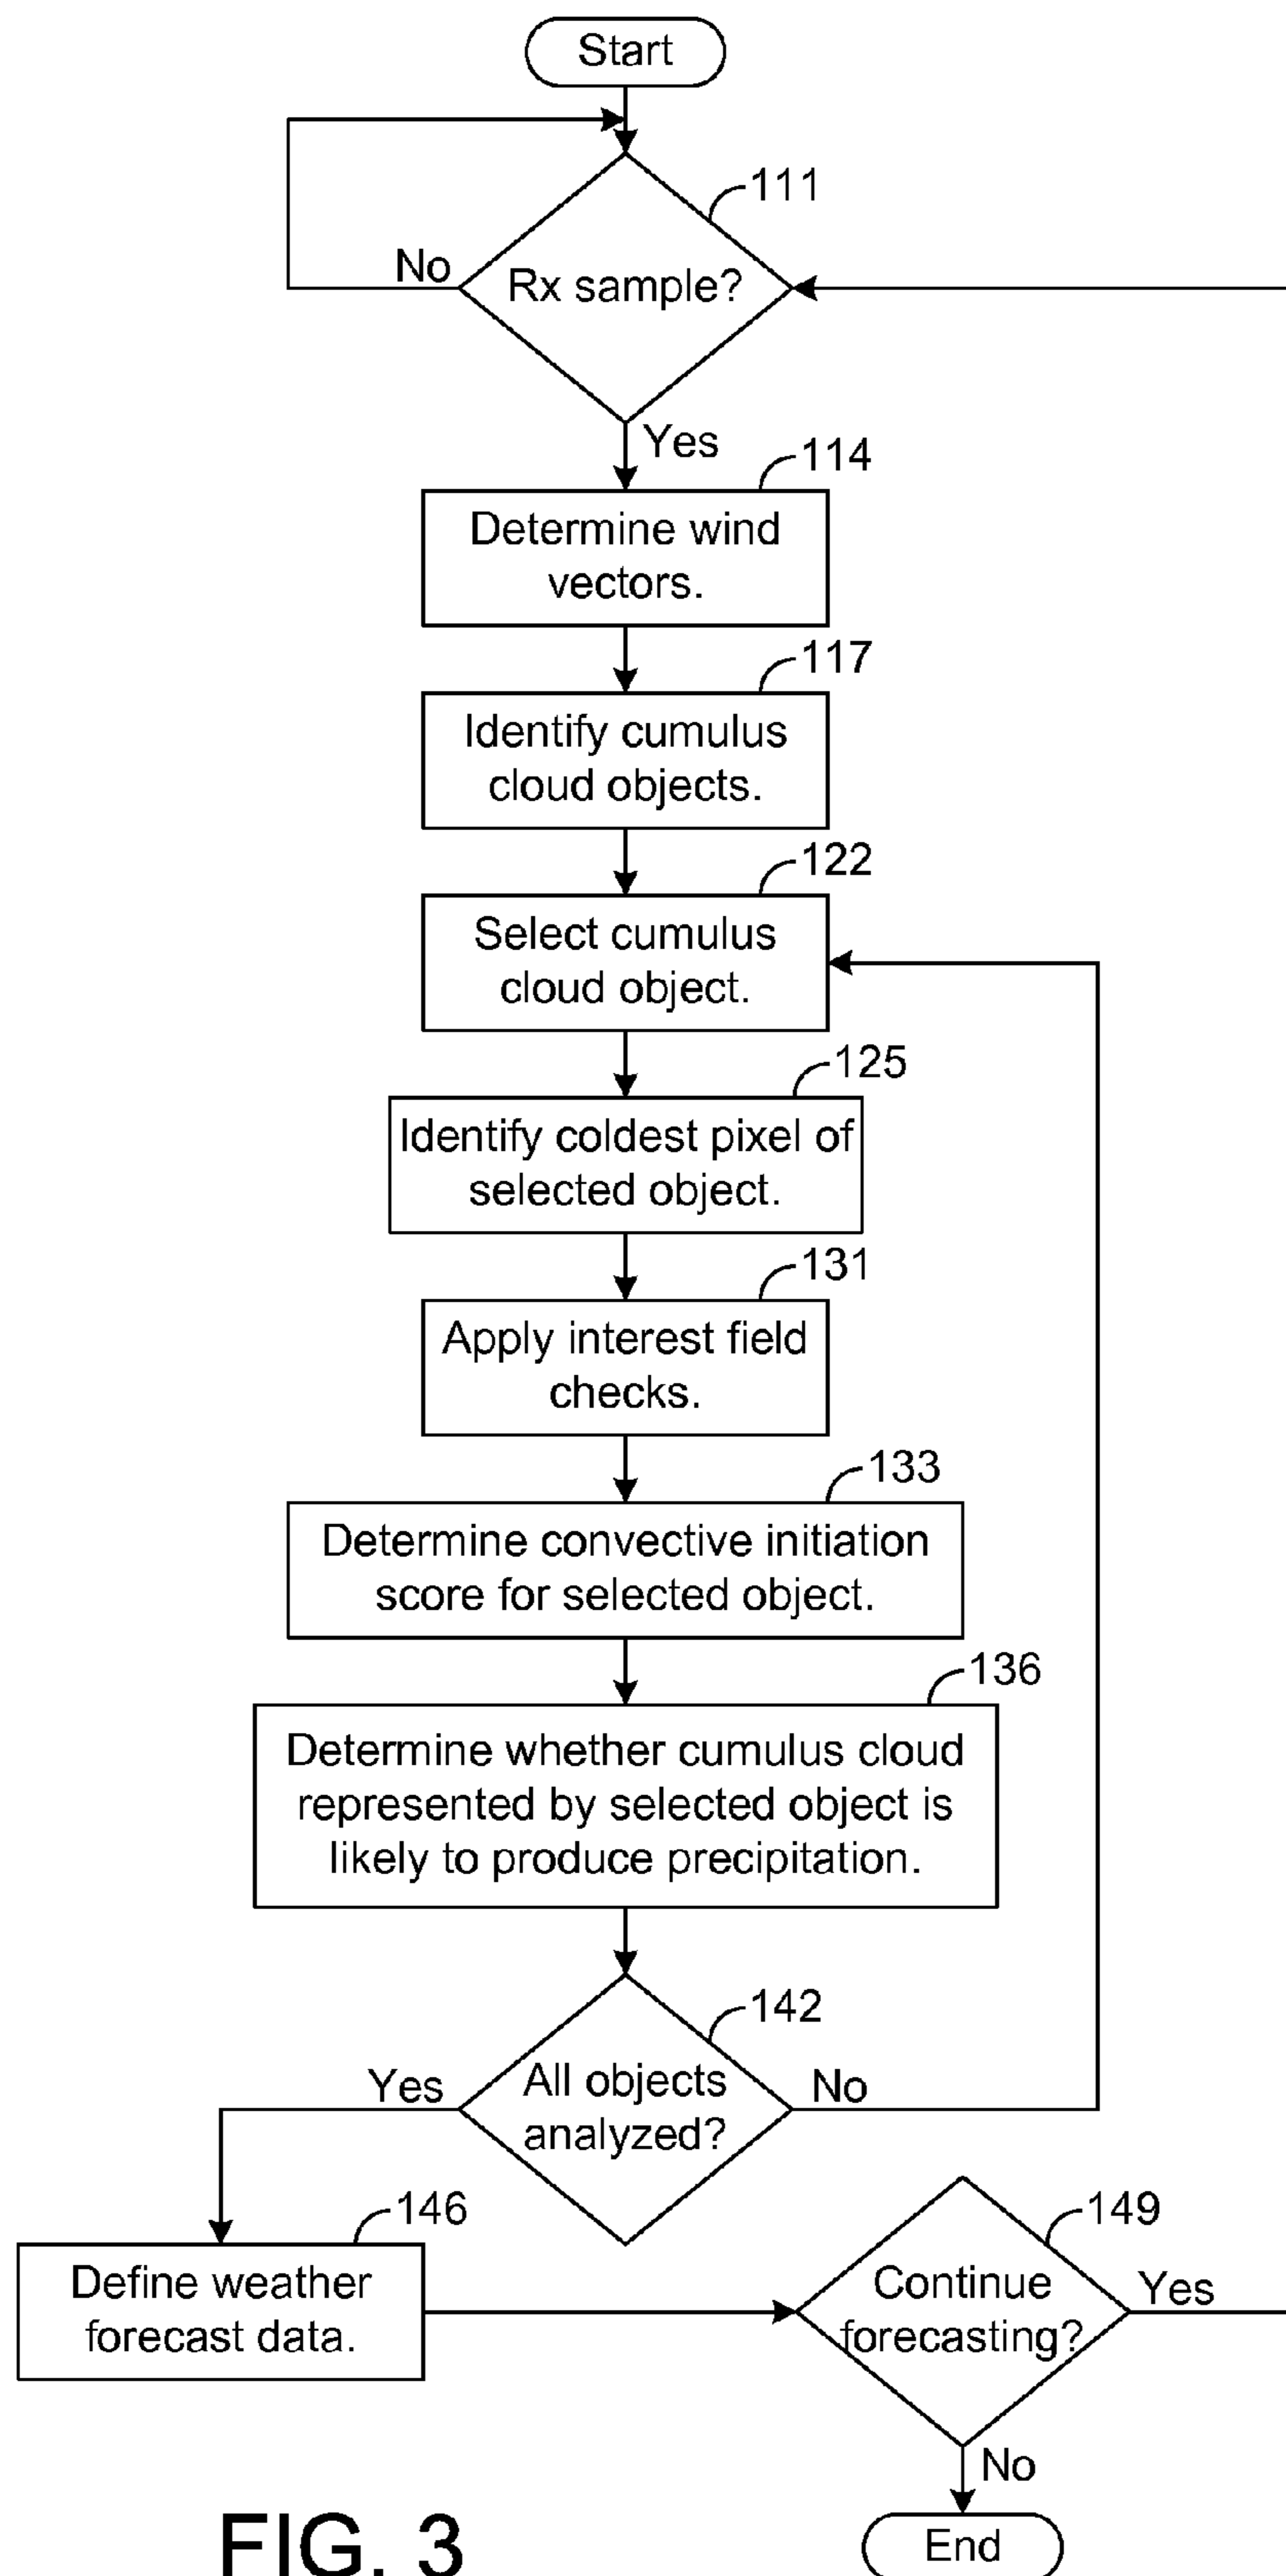 Start
111
No
Rx sample?
Yes
114
Determine wind
vectors.
117
Identify cumulus
cloud objects.
122
Select cumulus
cloud object.
125
Identify coldest pixel of
selected object.
131
Apply interest field
checks.
133
Determine convective initiation
score for selected object.
136
Determine whether cumulus cloud
represented by selected object is
likely to produce precipitation.
142
Yes
All objects
analyzed?
No
146
Define weather
forecast data.
149
Continue
forecasting?
Yes
No
End
FIG. 3